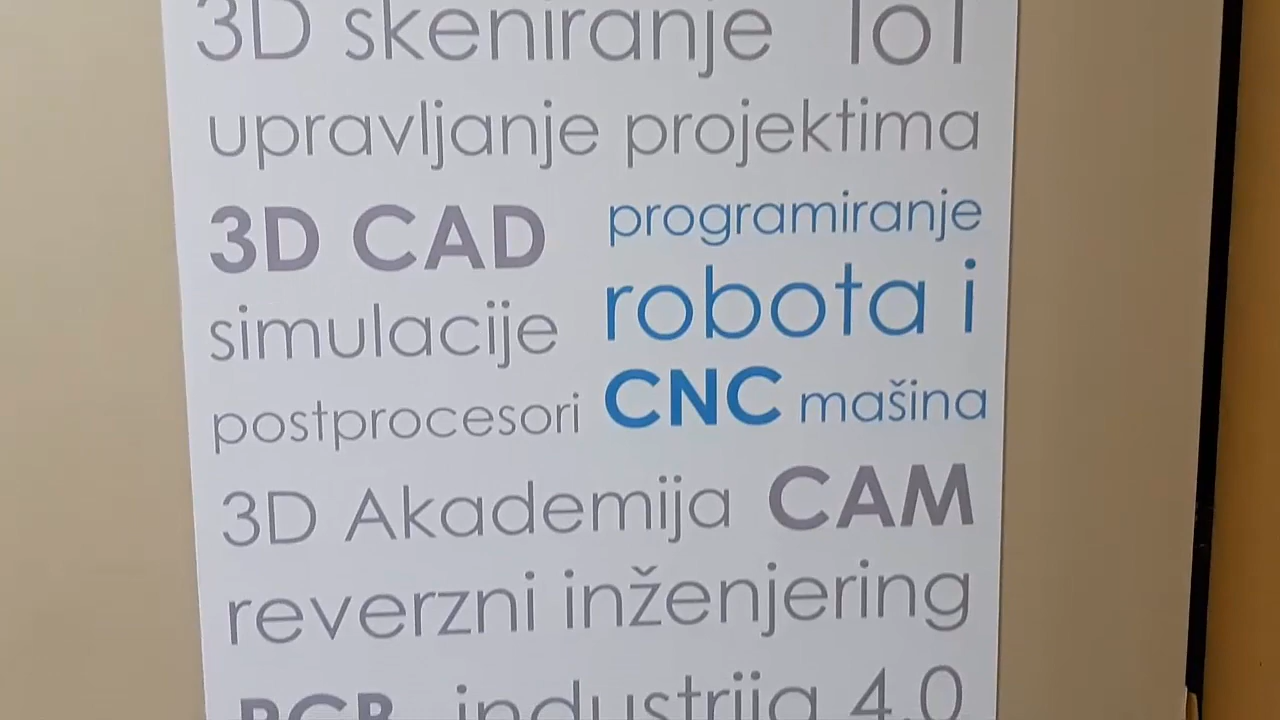 3D skeniranje IoT
upravljanje projektima
3D CAD
programiranje
robota i
simulacije
CNC mašina
postprocesori
3D Akademija CAM
reverzni inženjering
PCB industrija 4.0